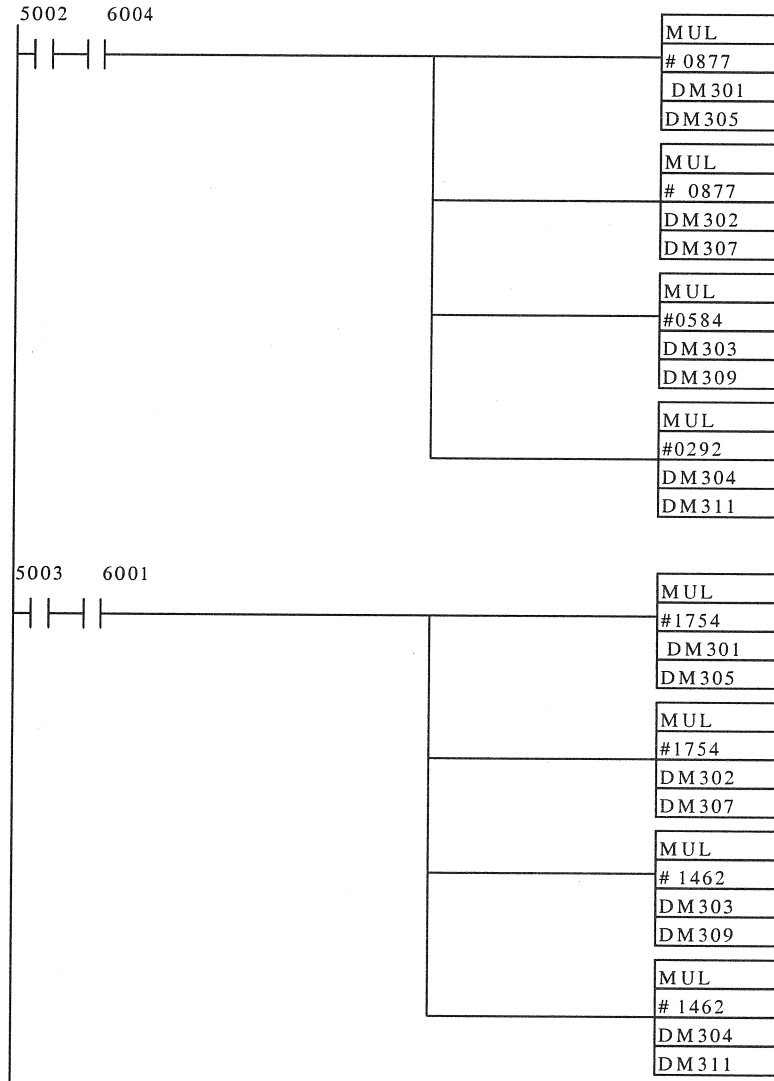 5002 6004
MUL
# 0877
DM301
DM305
MUL
# 0877
DM302
DM307
MUL
#0584
DM303
DM309
MUL
#0292
DM304
DM311
5003 6001
MUL
#1754
DM301
DM305
MUL
#1754
DM302
DM307
MUL
# 1462
DM303
DM309
MUL
# 1462
DM304
DM311